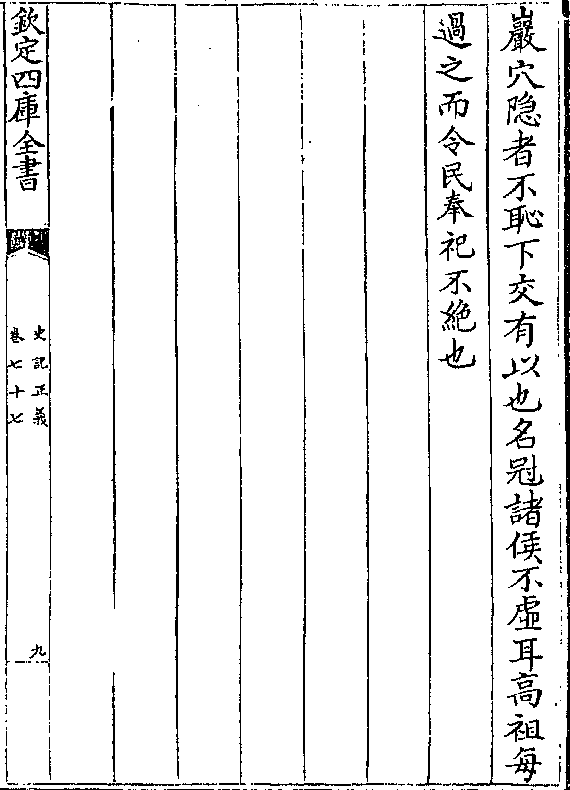 巖穴隐者不恥下交有以也名冠諸侯不虛耳高祖每
過之而令民奉祀不絶也
欽定四庫全書
史記正義
卷七十七
九